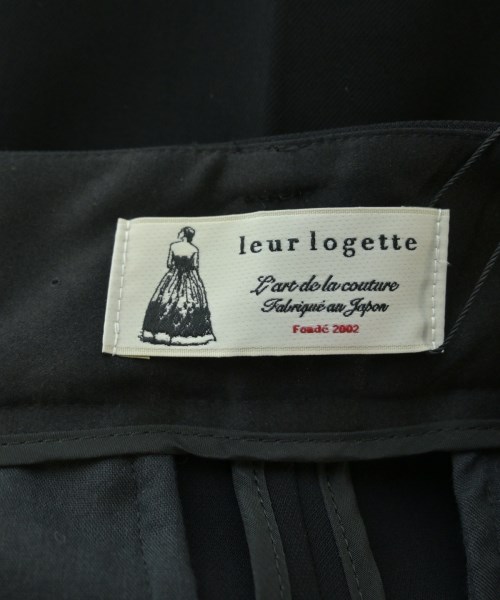 leur logette
L'art de la couture
Fabriqué au Japon
Fondé 2002